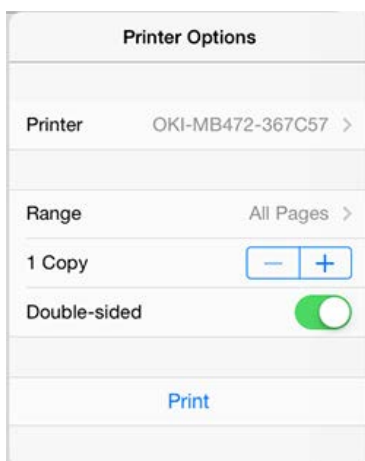 Printer Options
Printer OKI-MB472-367C57 >
Range All Pages >
1 Copy − +
Double-sided
Print